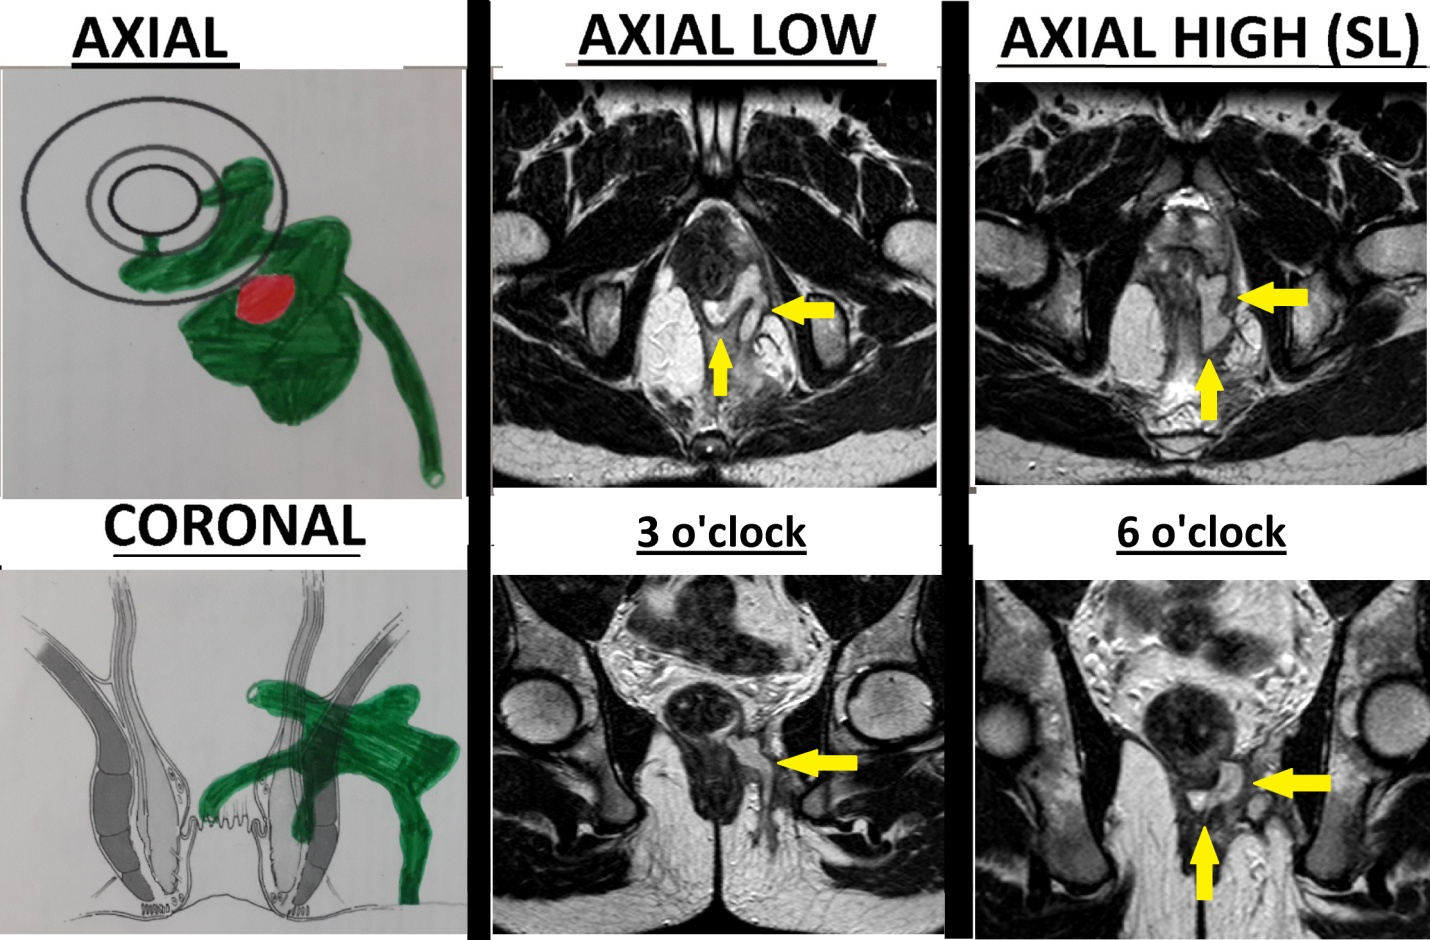 AXIAL
AXIAL LOW
AXIAL HIGH (SL)
CORONAL
3 o'clock
6 o'clock